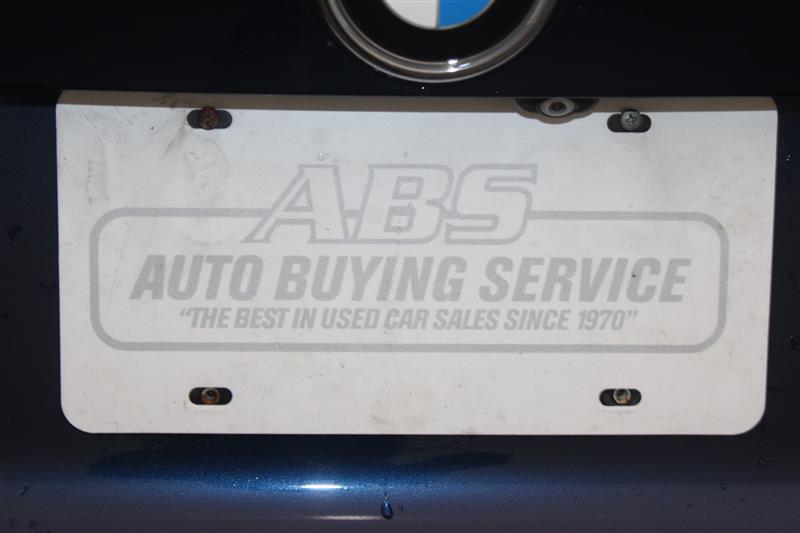 ABS
AUTO BUYING SERVICE
“THE BEST IN USED CAR SALES SINCE 1970”